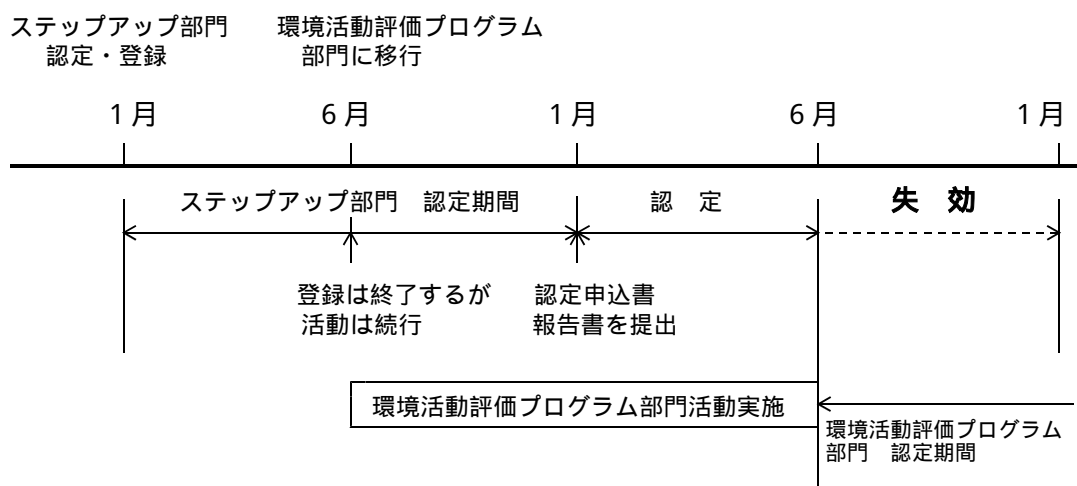 ステップアップ部門
認定・登録
環境活動評価プログラム
部門に移行
1月
6月
1月
6月
1月
ステップアップ部門　認定期間
認　定
失　効
登録は終了するが
活動は続行
認定申込書
報告書を提出
環境活動評価プログラム部門活動実施
環境活動評価プログラム
部門　認定期間